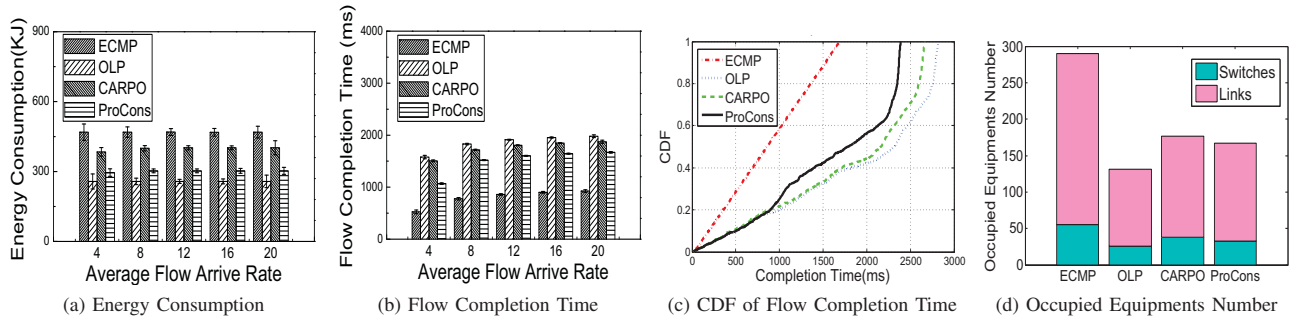 Energy Consumption(KJ)
900
600
300
0
ECMP
OLP
CARPO
ProCons
4 8 12 16 20
Average Flow Arrive Rate
(a) Energy Consumption
Flow Completion Time (ms)
4000
3000
2000
1000
0
ECMP
OLP
CARPO
ProCons
4 8 12 16 20
Average Flow Arrive Rate
(b) Flow Completion Time
CDF
1
0.8
0.6
0.4
0.2
0
ECMP
OLP
CARPO
ProCons
0 500 1000 1500 2000 2500 3000
Completion Time(ms)
(c) CDF of Flow Completion Time
Occupied Equipments Number
300
250
200
150
100
50
0
Switches
Links
ECMP OLP CARPO ProCons
(d) Occupied Equipments Number